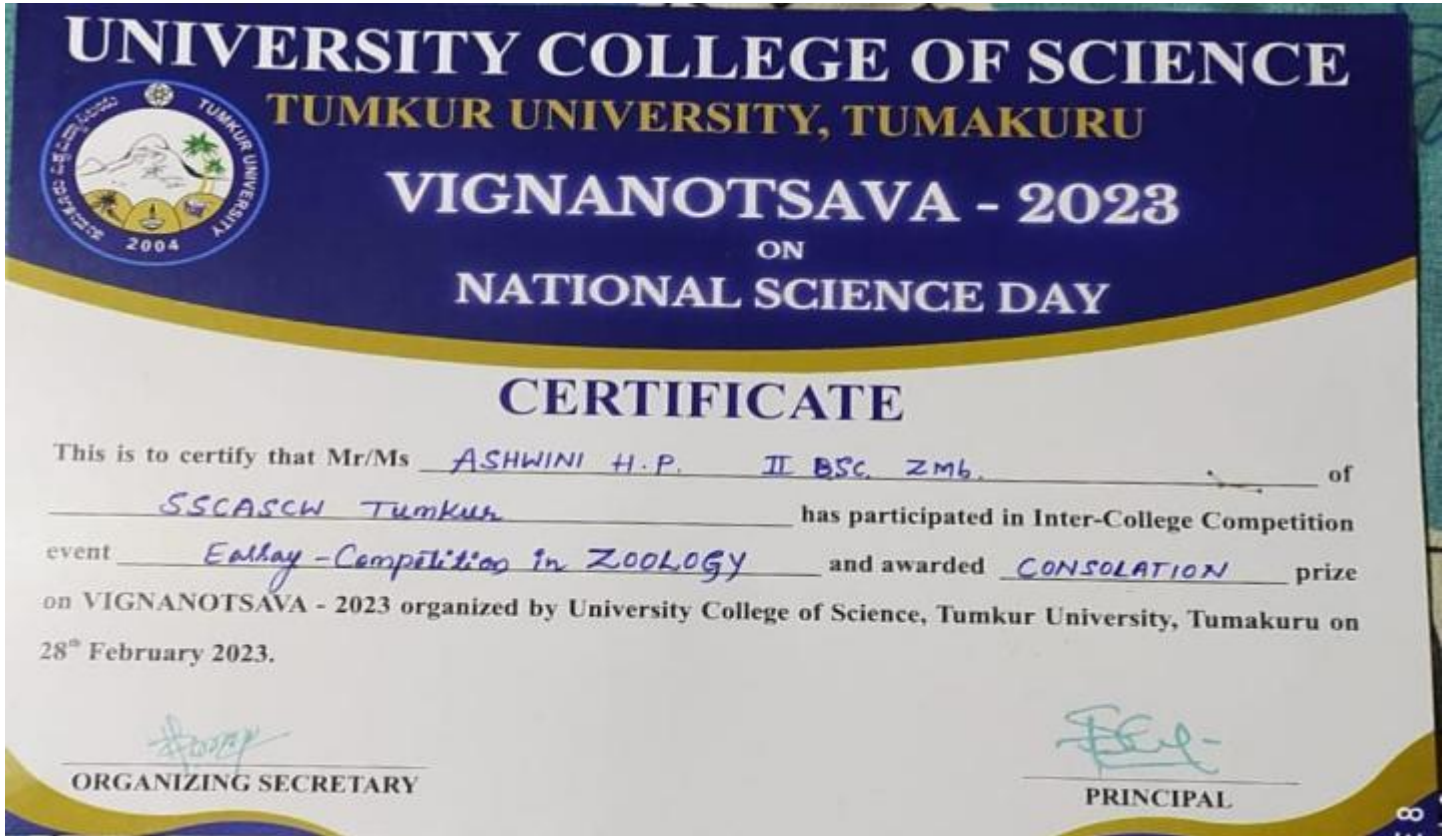 UNIVERSITY COLLEGE OF SCIENCE
TUMKUR UNIVERSITY, TUMAKURU
TUMKUR UNIVERSITY
2004
VIGNANOTSAVA - 2023
ON
NATIONAL SCIENCE DAY
CERTIFICATE
This is to certify that Mr/Ms ASHWINI H.P. II BSC. ZMb. of
SSCASCW Tumkur has participated in Inter-College Competition
event Eassay - Competition in ZOOLOGY and awarded CONSOLATION prize
on VIGNANOTSAVA - 2023 organized by University College of Science, Tumkur University, Tumakuru on
28th February 2023.
ORGANIZING SECRETARY
PRINCIPAL